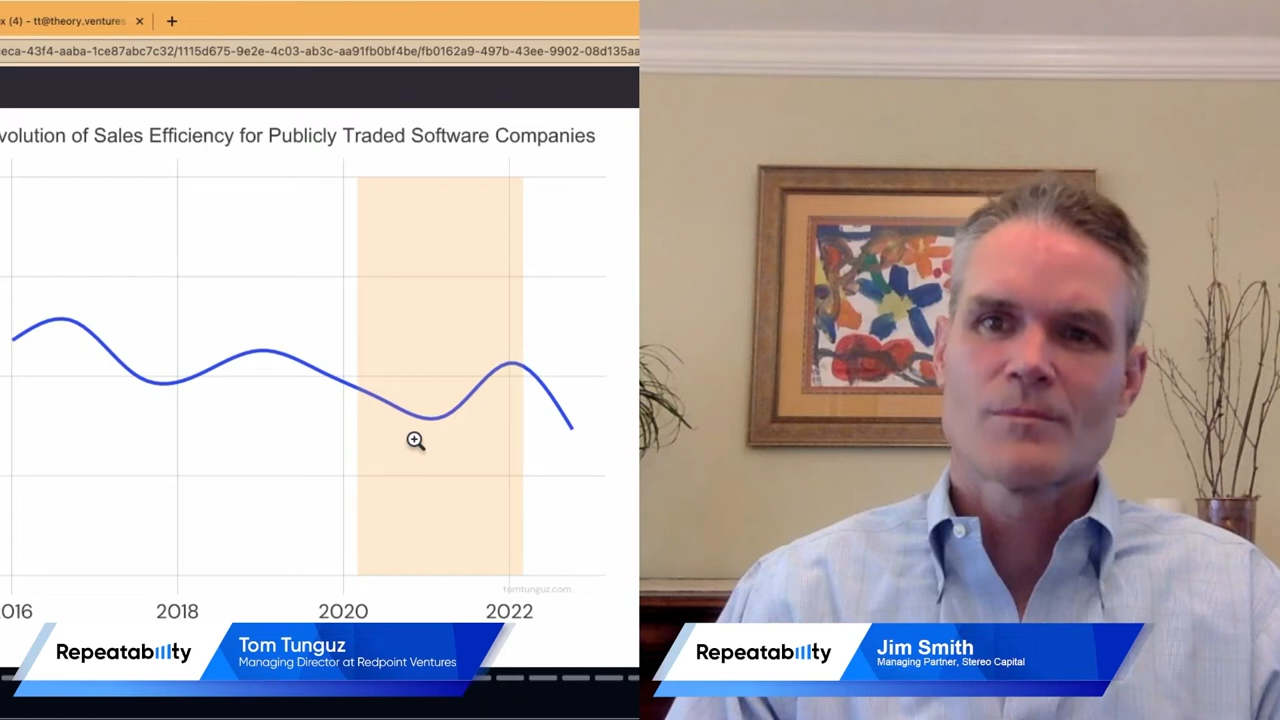 x (4) - tt@theory.ventures
eca-43f4-aaba-1ce87abc7c32/1115d675-9e2e-4c03-ab3c-aa91fb0bf4be/fb0162a9-497b-43ee-9902-08d135aa
volution of Sales Efficiency for Publicly Traded Software Companies
tomtunguz.com
016 2018 2020 2022
Repeatability
Tom Tunguz
Managing Director at Redpoint Ventures
Repeatability
Jim Smith
Managing Partner, Stereo Capital